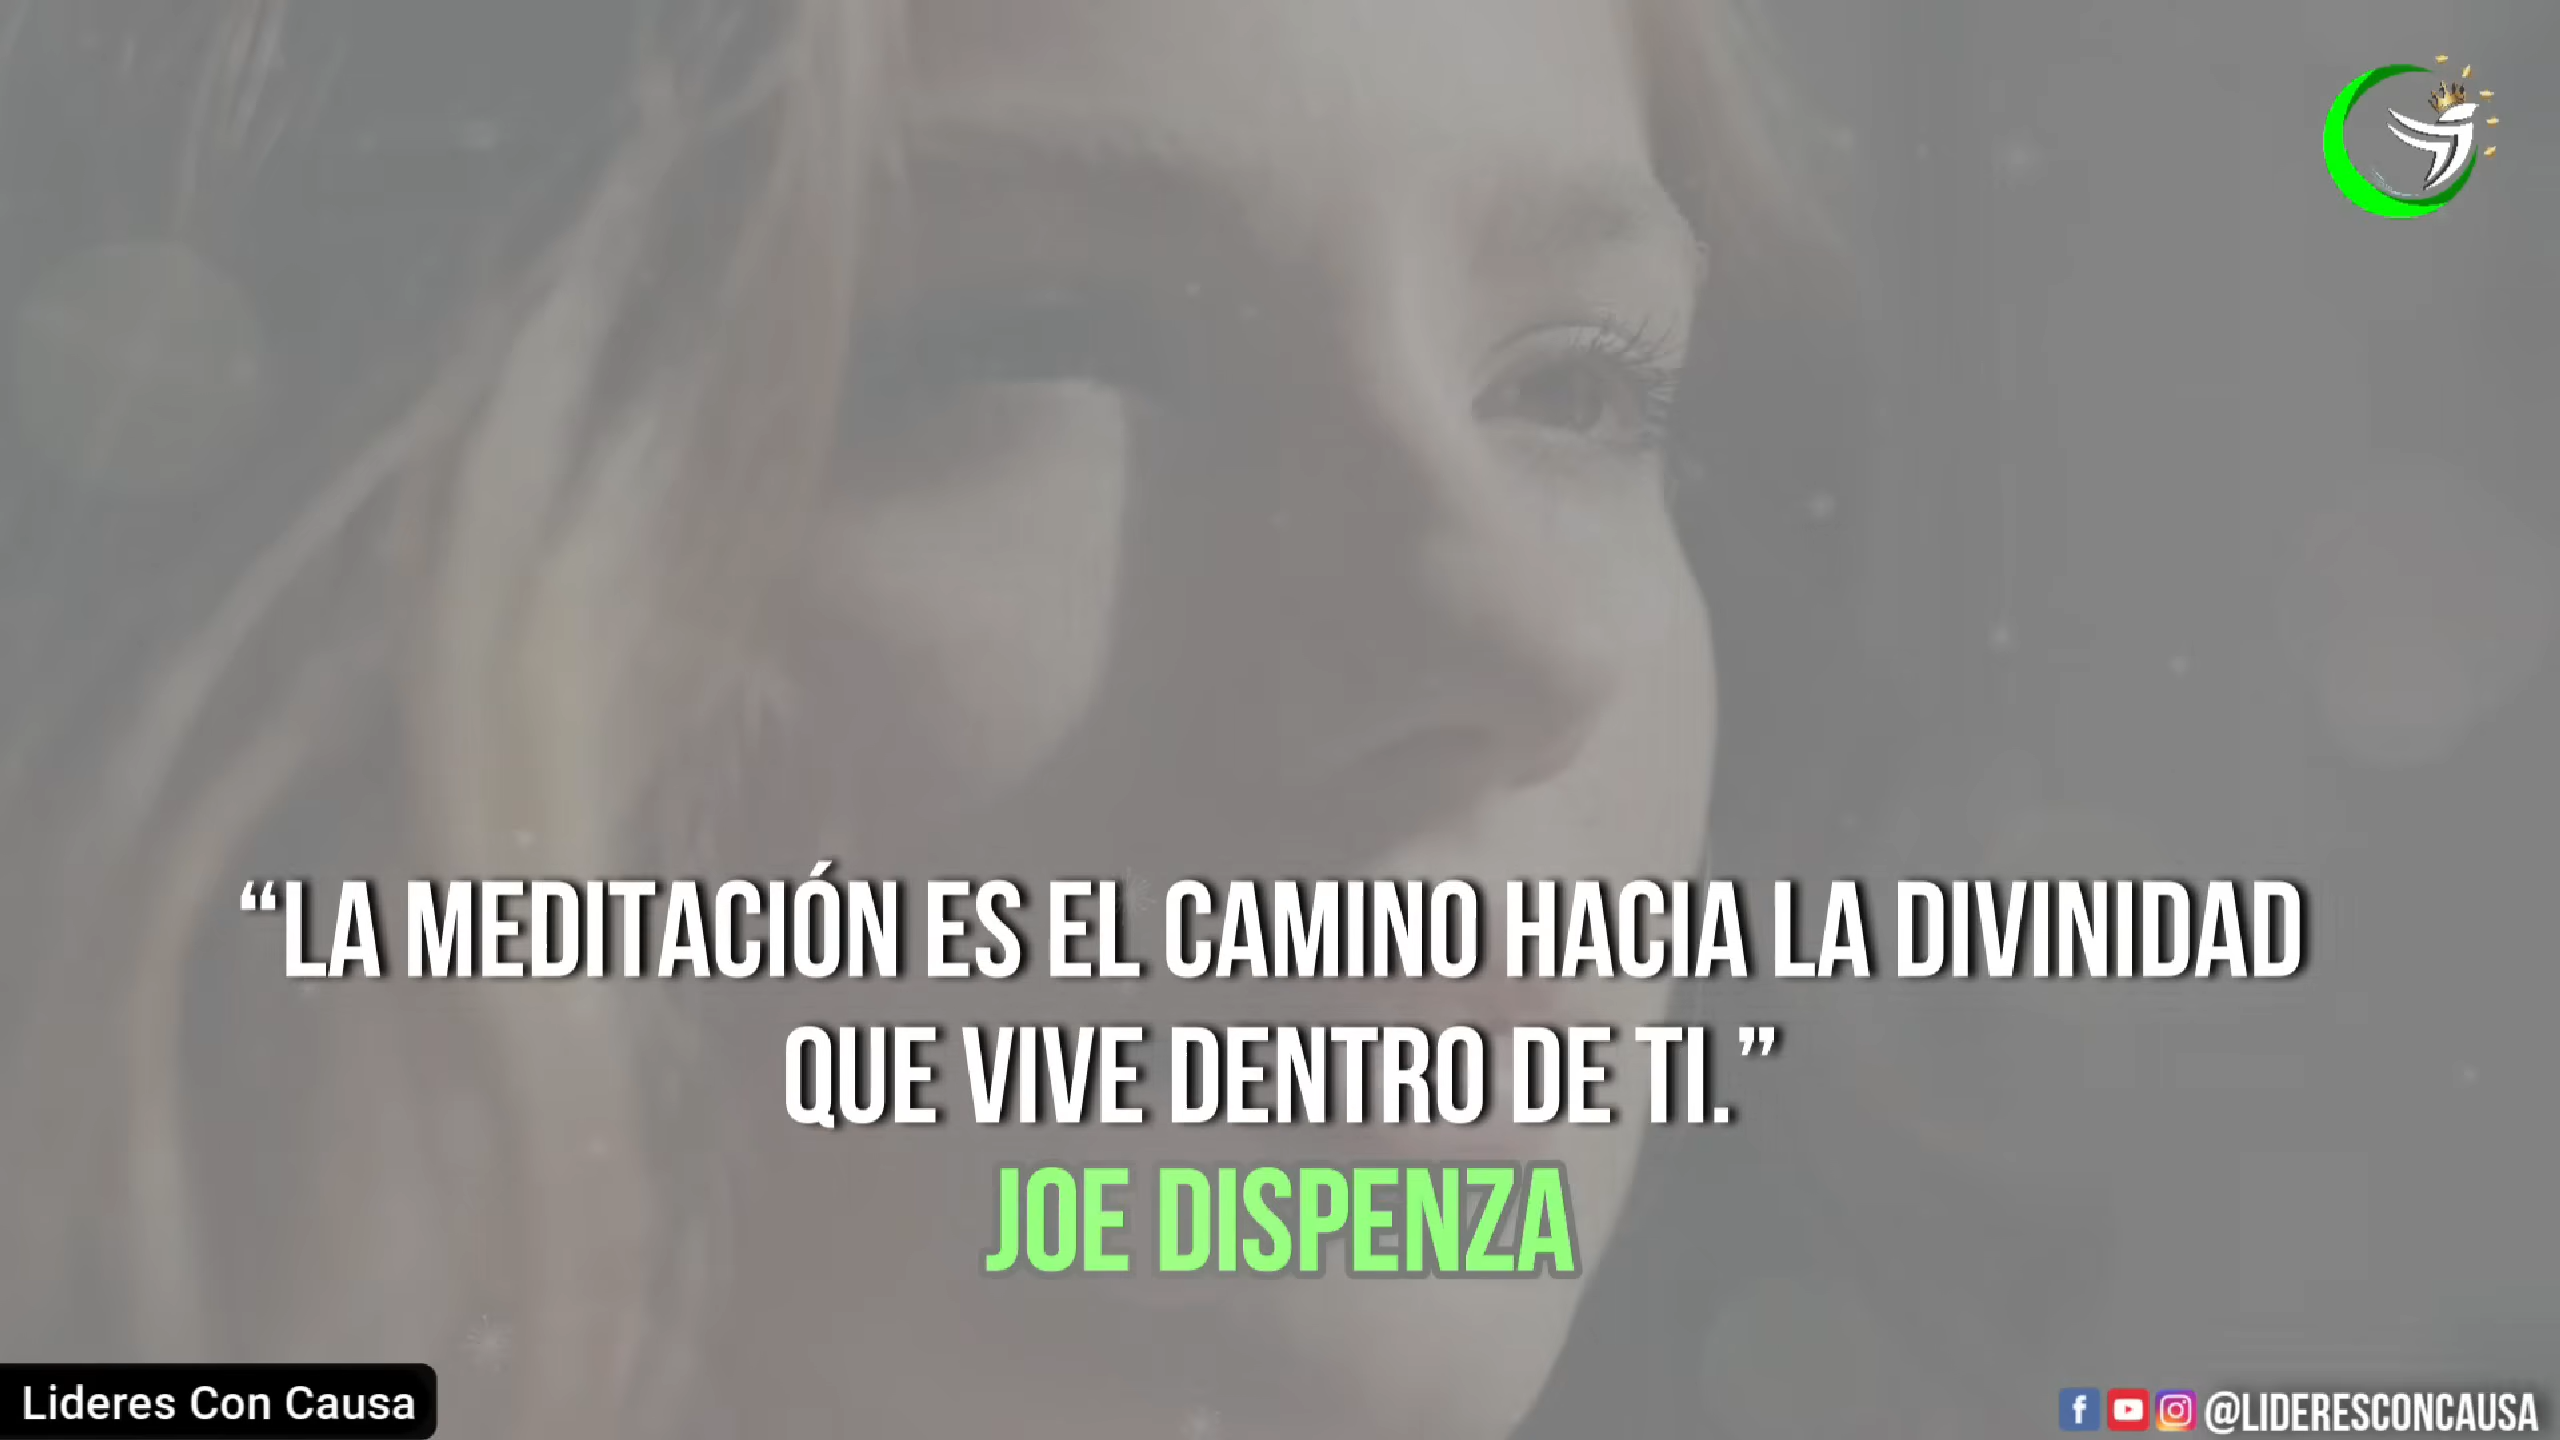 “LA MEDITACIÓN ES EL CAMINO HACIA LA DIVINIDAD
QUE VIVE DENTRO DE TI.”
JOE DISPENZA
Lideres Con Causa
@LIDERESCONCAUSA